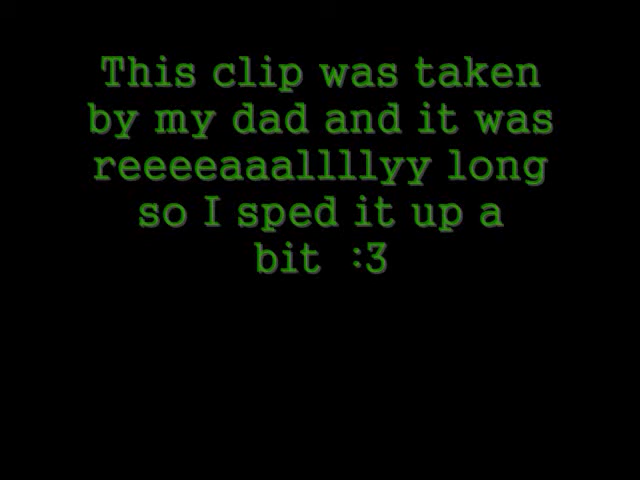 This clip was taken
by my dad and it was
reeeeaaallllyy long
so I sped it up a
bit :3